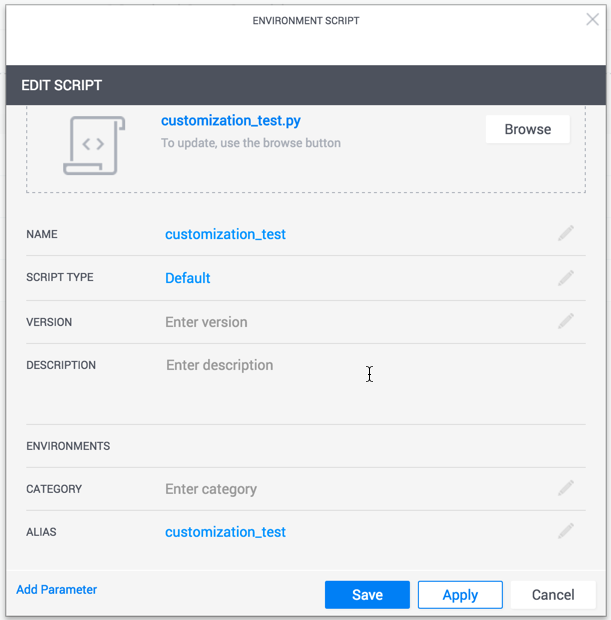 ENVIRONMENT SCRIPT
EDIT SCRIPT
customization_test.py
To update, use the browse button
Browse
NAME customization_test
SCRIPT TYPE Default
VERSION Enter version
DESCRIPTION Enter description
ENVIRONMENTS
CATEGORY Enter category
ALIAS customization_test
Add Parameter Save Apply Cancel